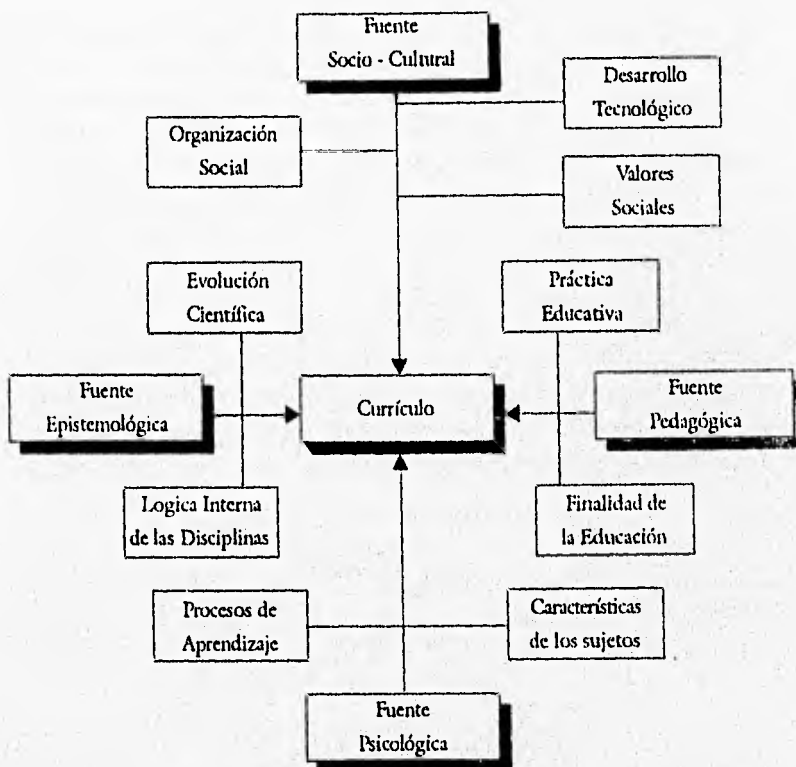 Fuente
Socio - Cultural
Desarrollo
Tecnológico
Organización
Social
Valores
Sociales
Evolución
Científica
Práctica
Educativa
Fuente
Epistemológica
Currículo
Fuente
Pedagógica
Logica Interna
de las Disciplinas
Finalidad de
la Educación
Procesos de
Aprendizaje
Características
de los sujetos
Fuente
Psicológica